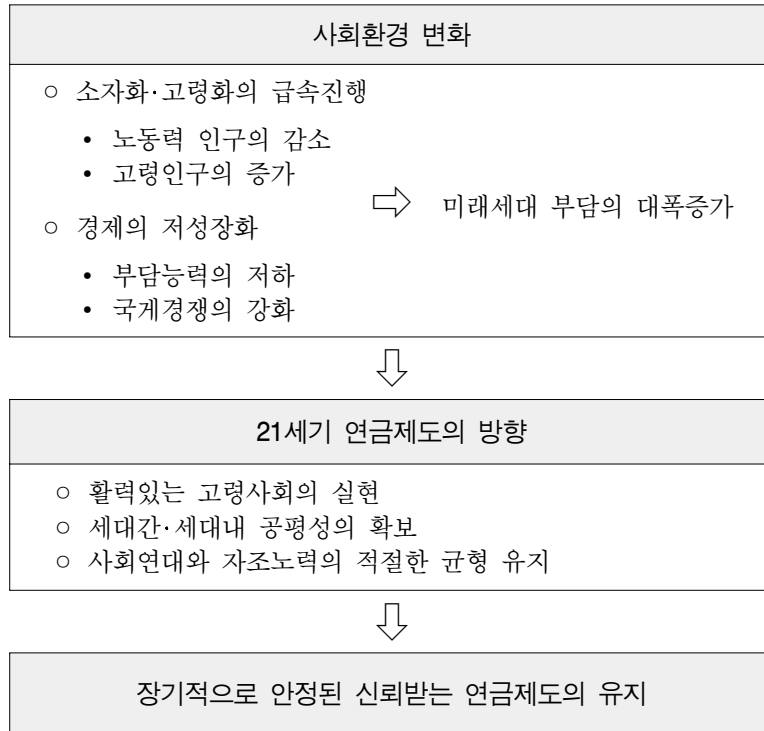 사회환경 변화
○ 소자화·고령화의 급속진행
• 노동력 인구의 감소
• 고령인구의 증가
⇨ 미래세대 부담의 대폭증가
○ 경제의 저성장화
• 부담능력의 저하
• 국게경쟁의 강화
21세기 연금제도의 방향
○ 활력있는 고령사회의 실현
○ 세대간·세대내 공평성의 확보
○ 사회연대와 자조노력의 적절한 균형 유지
장기적으로 안정된 신뢰받는 연금제도의 유지